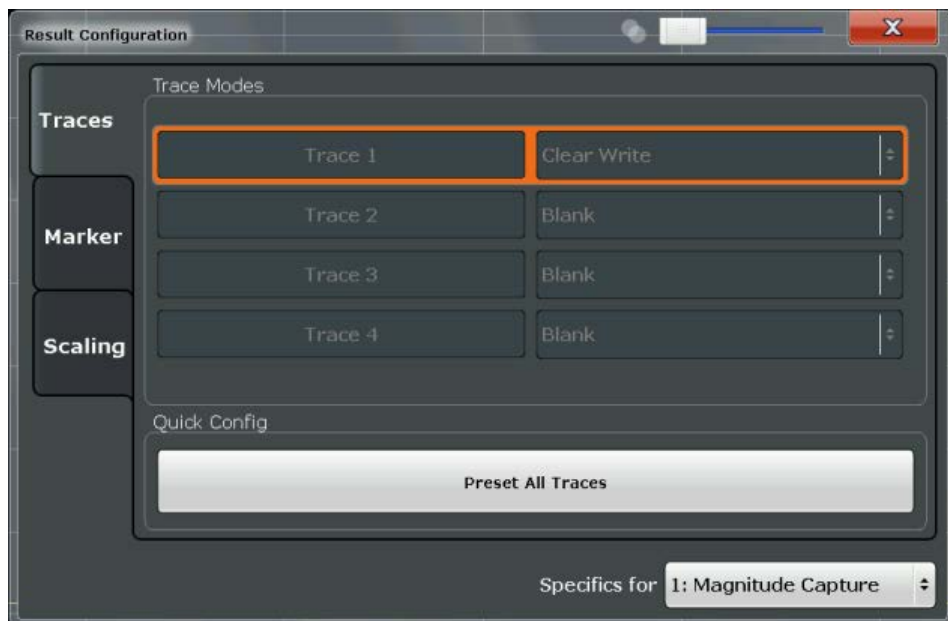 Result Configuration
X
Traces
Marker
Scaling
Trace Modes
Trace 1
Clear Write
Trace 2
Blank
Trace 3
Blank
Trace 4
Blank
Quick Config
Preset All Traces
Specifics for
1: Magnitude Capture